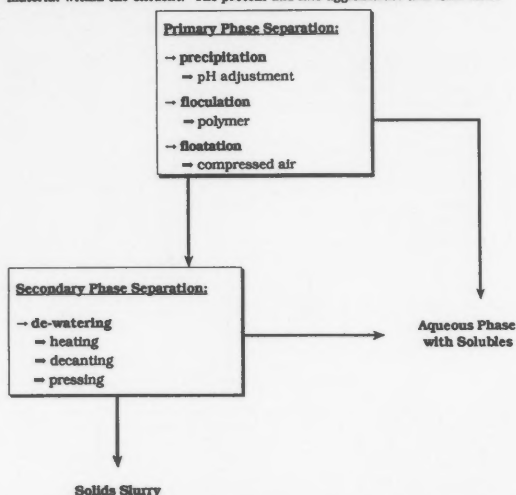 Primary Phase Separation:
→ precipitation
⇒ pH adjustment
→ floculation
⇒ polymer
→ floatation
⇒ compressed air
Secondary Phase Separation:
→ de-watering
⇒ heating
⇒ decanting
⇒ pressing
Aqueous Phase
with Solubles
Solids Slurry